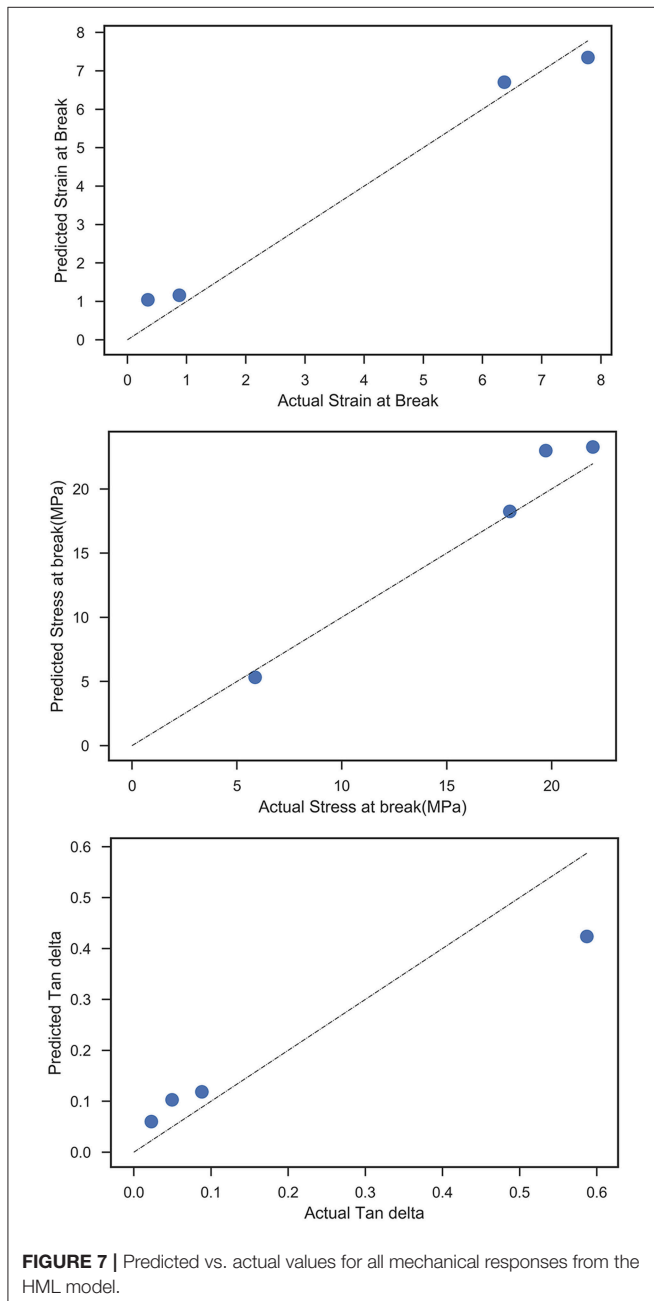 8
7
6
5
4
3
2
1
0
Predicted Strain at Break
0 1 2 3 4 5 6 7 8
Actual Strain at Break
20
15
10
5
0
Predicted Stress at break(MPa)
0 5 10 15 20
Actual Stress at break(MPa)
0.6
0.5
0.4
0.3
0.2
0.1
0.0
Predicted Tan delta
0.0 0.1 0.2 0.3 0.4 0.5 0.6
Actual Tan delta
FIGURE 7 | Predicted vs. actual values for all mechanical responses from the
HML model.